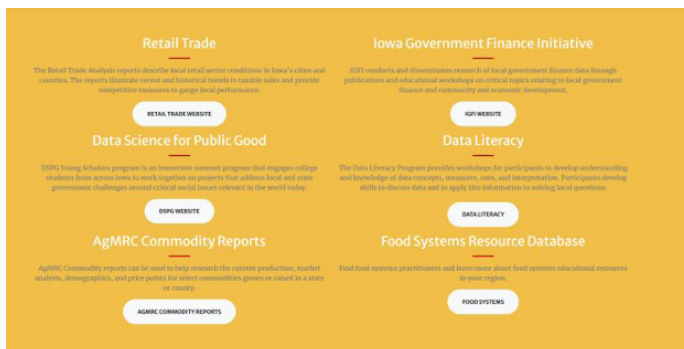 Retail Trade
The Retail Trade Analysis reports describe local retail sector conditions in Iowa's cities and
counties. The reports illustrate recent and historical trends in taxable sales and provide
competitive measures to gauge local performance.
RETAIL TRADE WEBSITE
Iowa Government Finance Initiative
IGFI conducts and disseminates research of local government finance data through
publications and educational workshops on critical topics relating to local government
finance and community and economic development.
IGFI WEBSITE
Data Science for Public Good
DSPG Young Scholars program is an immersive summer program that engages college
students from across Iowa to work together on projects that address local and state
government challenges around critical social issues relevant in the world today.
DSPG WEBSITE
Data Literacy
The Data Literacy Program provides workshops for participants to develop understanding
and knowledge of data concepts, measures, uses, and interpretation. Participants develop
skills to discuss data and to apply this information to solving local questions.
DATA LITERACY
AgMRC Commodity Reports
AgMRC Commodity reports can be used to help research the current production, market
analysis, demographics, and price points for select commodities grown or raised in a state
or county.
AGMRC COMMODITY REPORTS
Food Systems Resource Database
Find food systems practitioners and learn more about food systems educational resources
in your region.
FOOD SYSTEMS